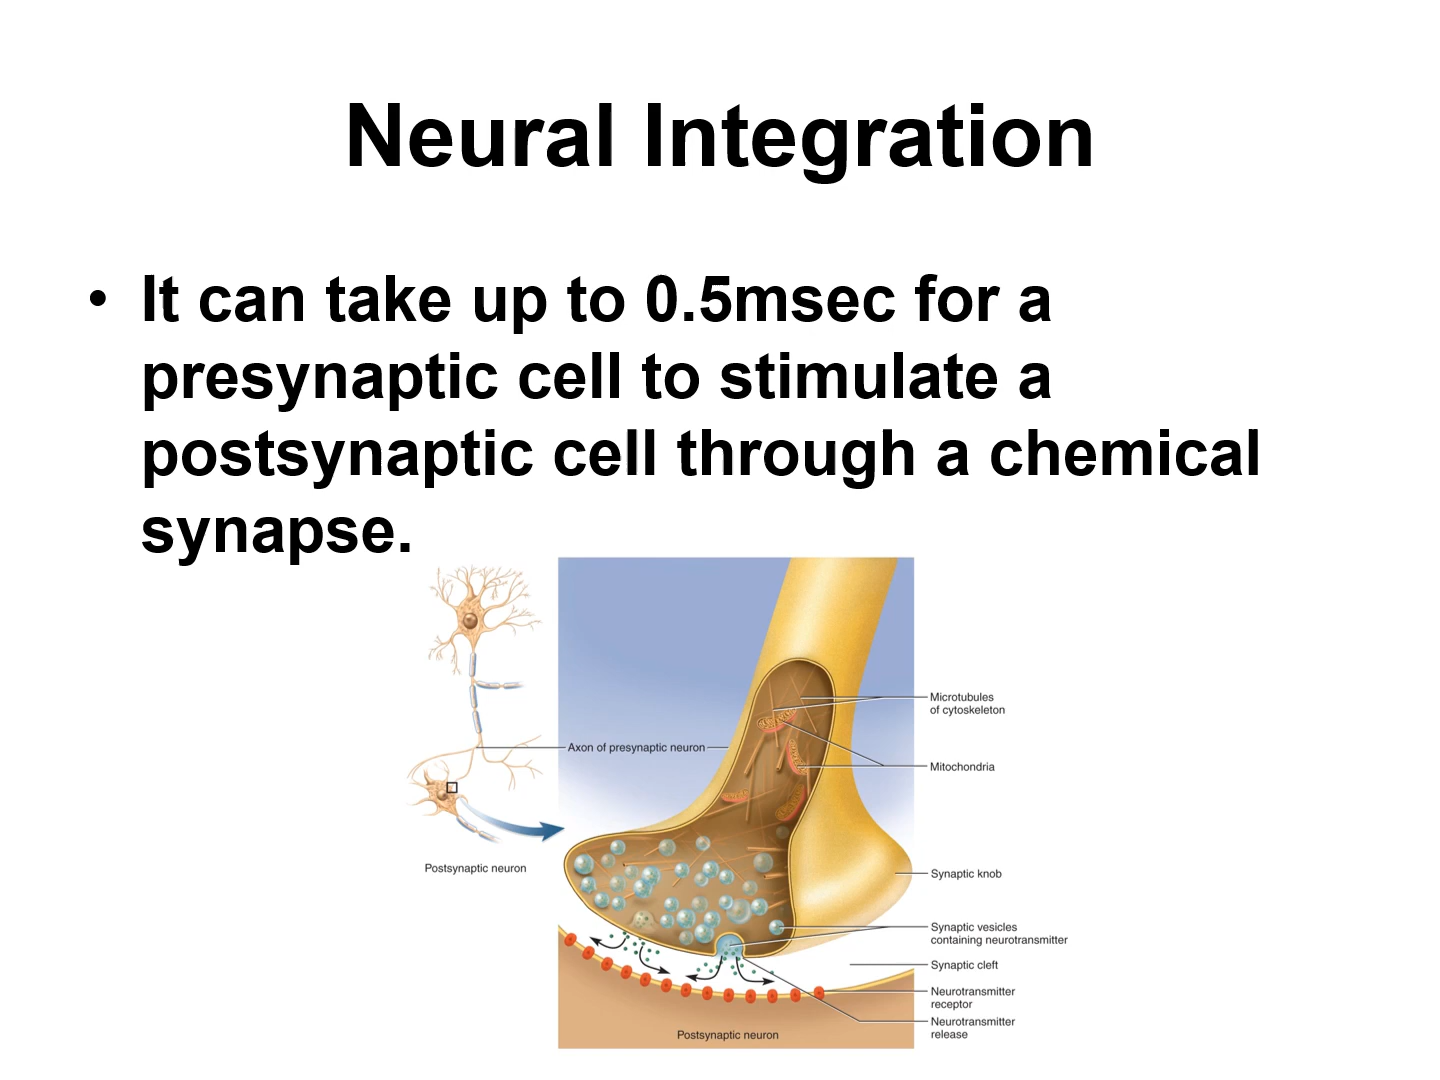 Neural Integration
• It can take up to 0.5msec for a
presynaptic cell to stimulate a
postsynaptic cell through a chemical
synapse.
Microtubules
of cytoskeleton
Axon of presynaptic neuron
Mitochondria
Postsynaptic neuron
Synaptic knob
Synaptic vesicles
containing neurotransmitter
Synaptic cleft
Neurotransmitter
receptor
Neurotransmitter
release
Postsynaptic neuron